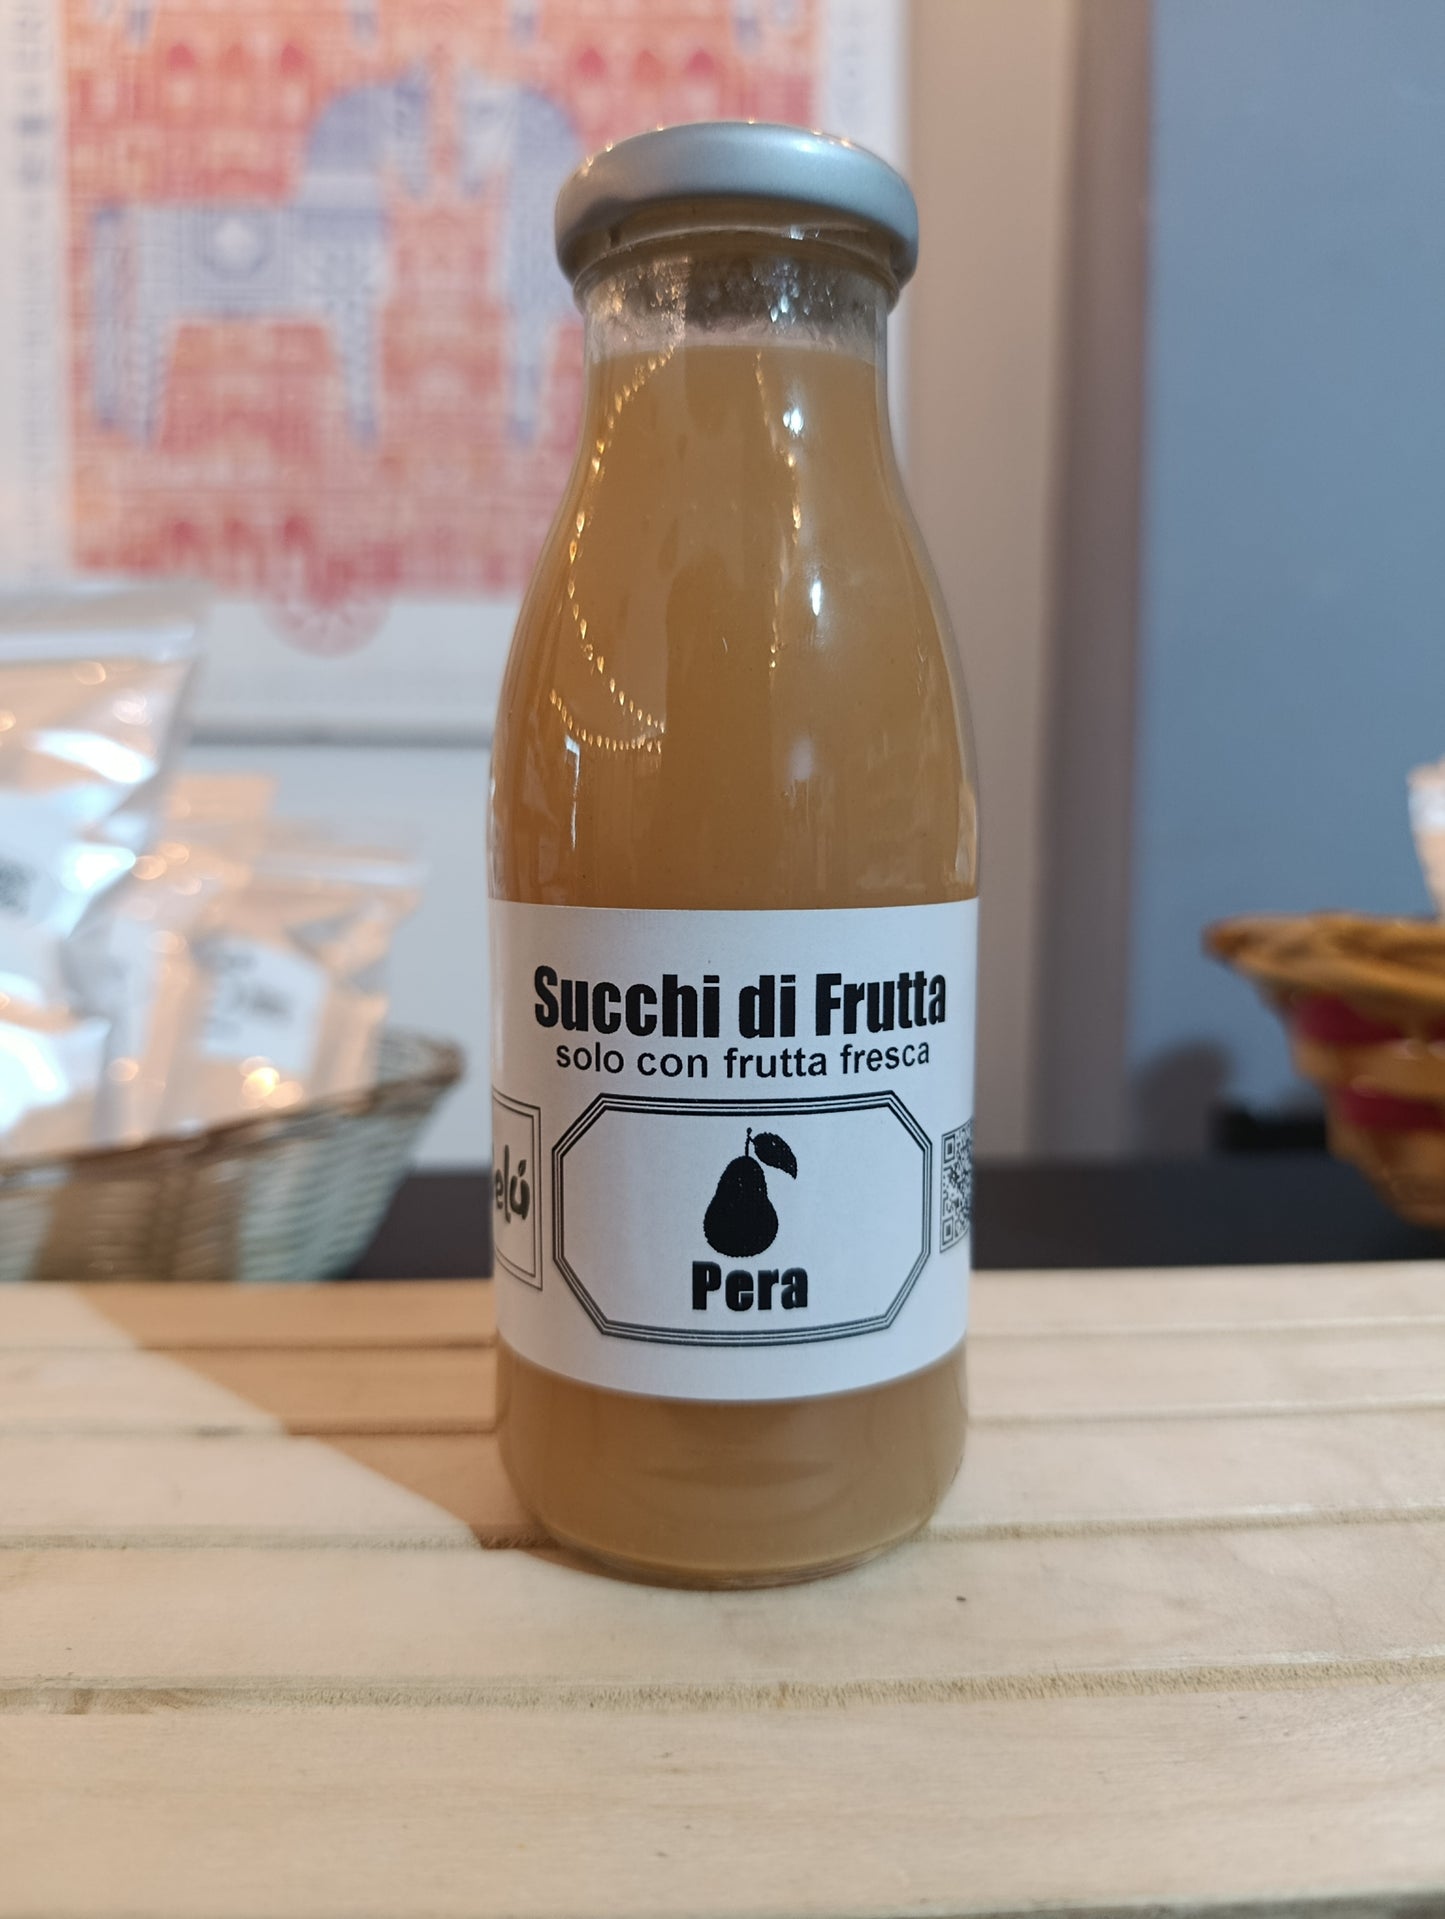 Succhi di Frutta
solo con frutta fresca
Pera